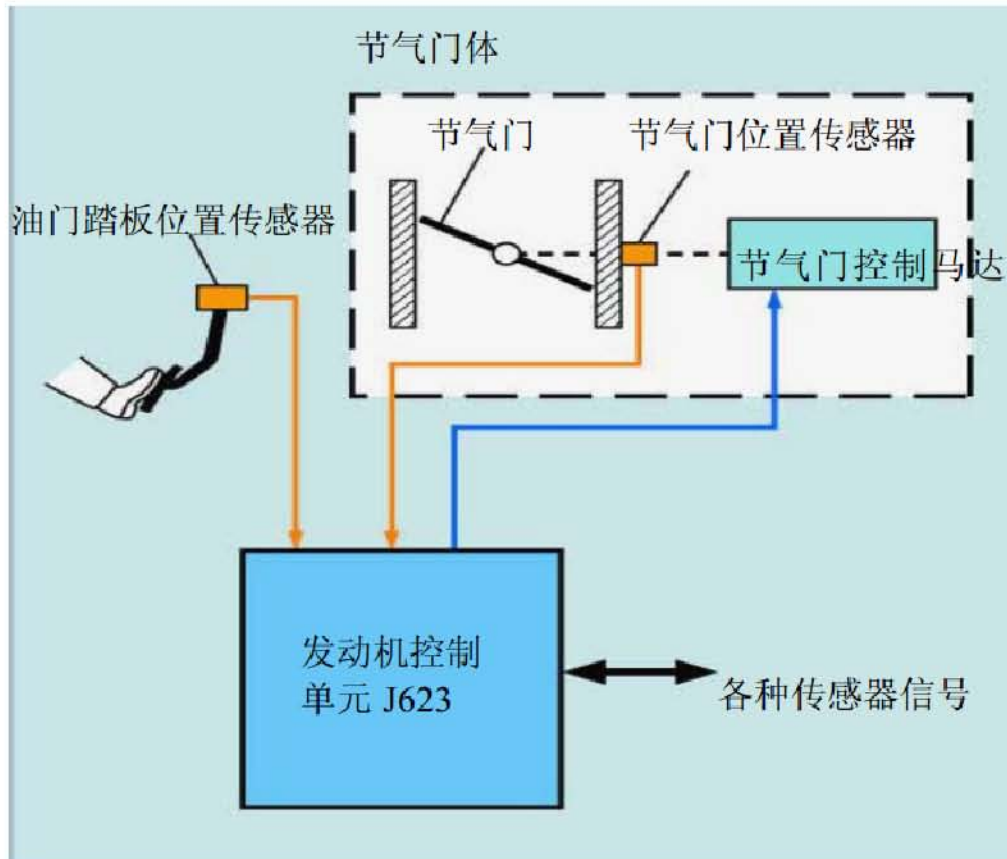 节气门体
节气门
节气门位置传感器
油门踏板位置传感器
节气门控制马达
发动机控制
单元 J623
各种传感器信号